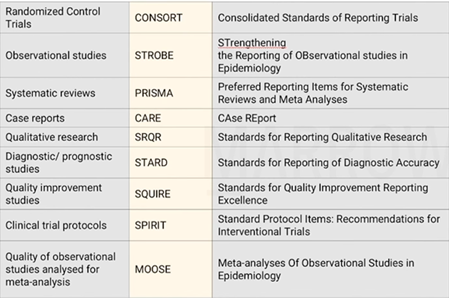 Randomized Control
Trials
CONSORT
Consolidated Standards of Reporting Trials
Observational studies
STROBE
STrengthening
the Reporting of OBservational studies in
Epidemiology
Systematic reviews
PRISMA
Preferred Reporting Items for Systematic
Reviews and Meta Analyses
Case reports
CARE
CAse REport
Qualitative research
SRQR
Standards for Reporting Qualitative Research
Diagnostic/ prognostic
studies
STARD
Standards for Reporting of Diagnostic Accuracy
Quality improvement
studies
SQUIRE
Standards for Quality Improvement Reporting
Excellence
Clinical trial protocols
SPIRIT
Standard Protocol Items: Recommendations for
Interventional Trials
Quality of observational
studies analysed for
meta-analysis
MOOSE
Meta-analyses Of Observational Studies in
Epidemiology